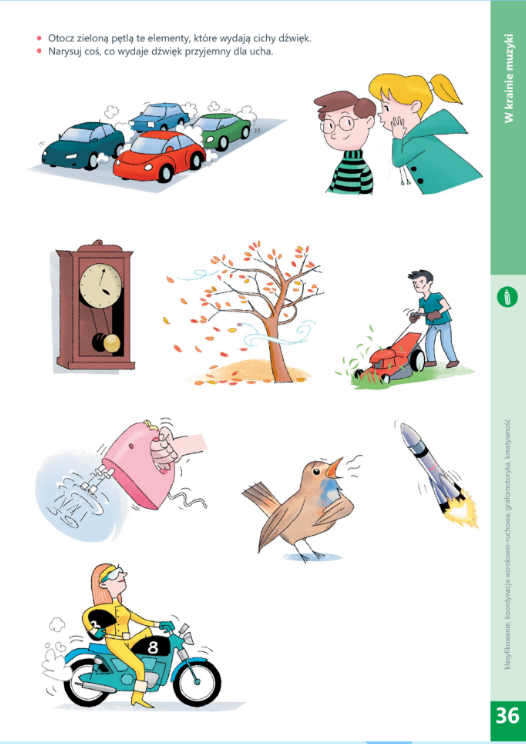 Otocz zieloną pętlą te elementy, które wydają cichy dźwięk.
Narysuj coś, co wydaje dźwięk przyjemny dla ucha.
W krainie muzyki
8
klasyfikowanie, koordynacja wzrokowo-ruchowa, grafomotoryka, kreatywność
36